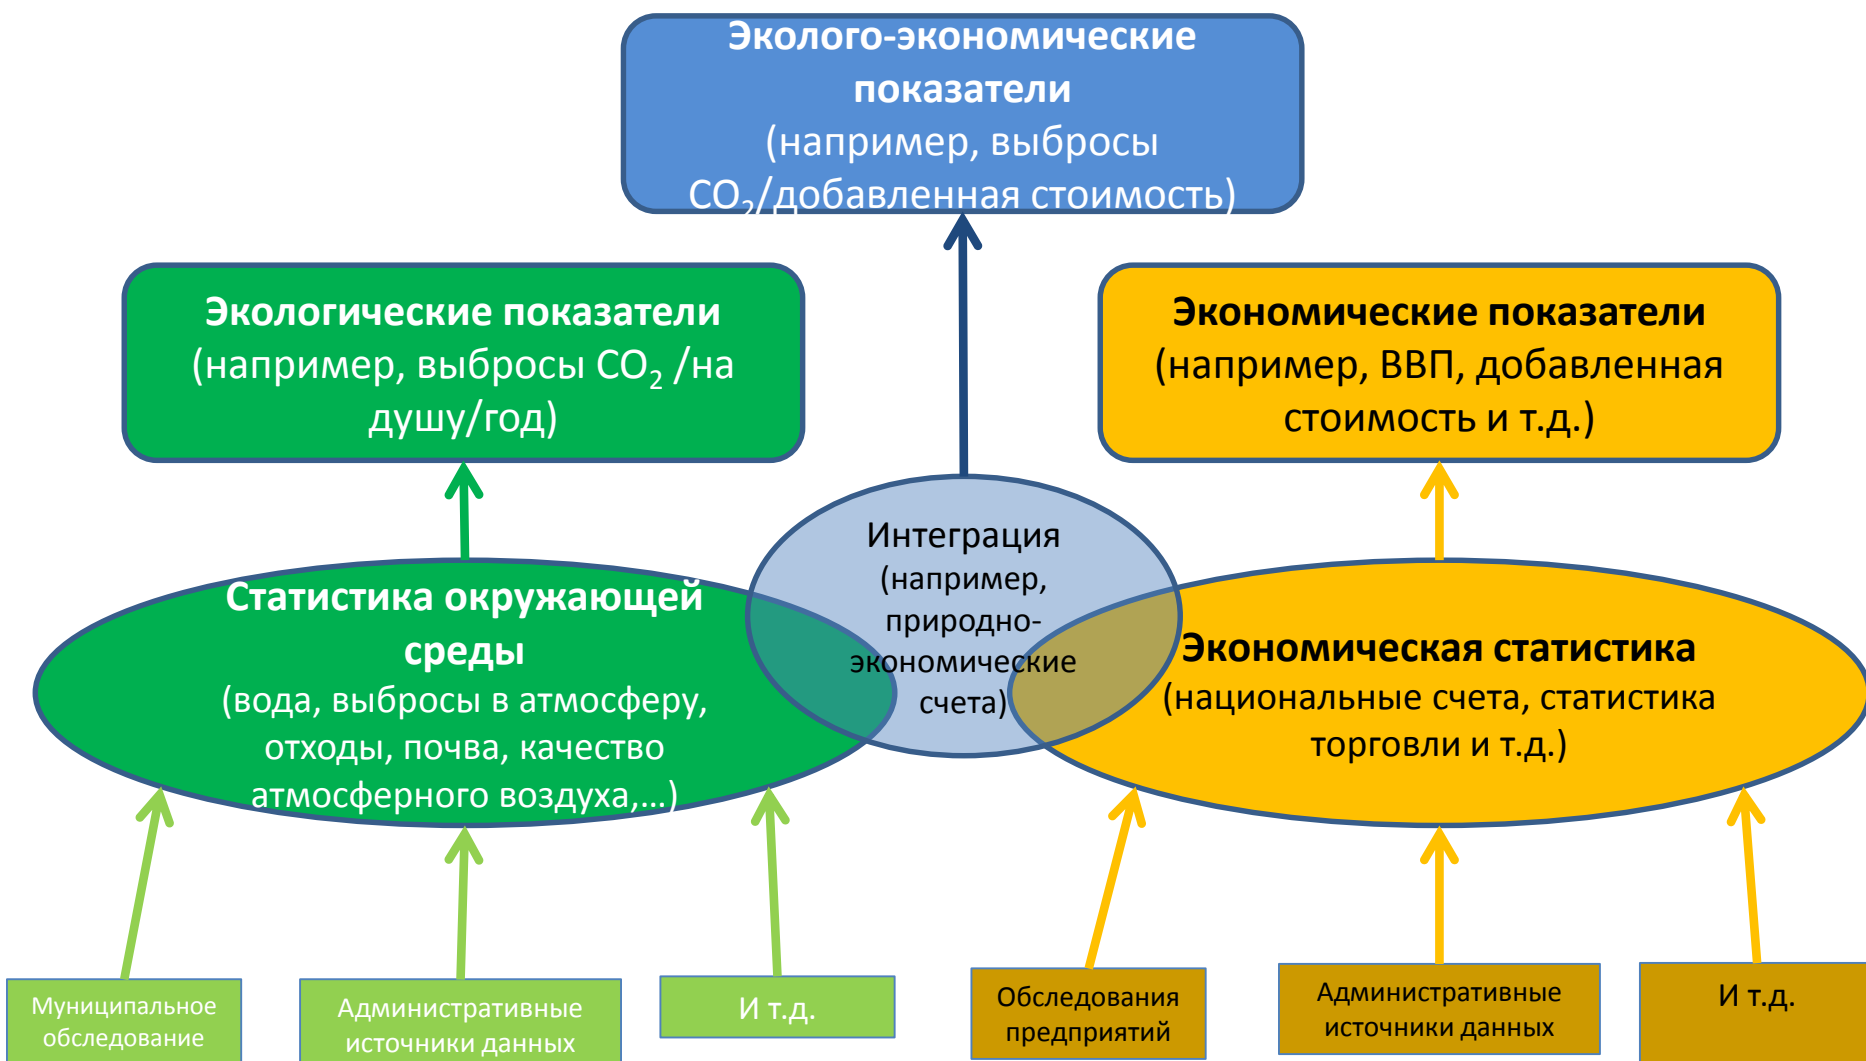 Эколого-экономические
показатели
(например, выбросы
CO₂/добавленная стоимость)
Экологические показатели
(например, выбросы CO₂ /на
душу/год)
Экономические показатели
(например, ВВП, добавленная
стоимость и т.д.)
Интеграция
(например,
природно-
экономические
счета)
Статистика окружающей
среды
(вода, выбросы в атмосферу,
отходы, почва, качество
атмосферного воздуха,...)
Экономическая статистика
(национальные счета, статистика
торговли и т.д.)
Муниципальное
обследование
Административные
источники данных
И т.д.
Обследования
предприятий
Административные
источники данных
И т.д.